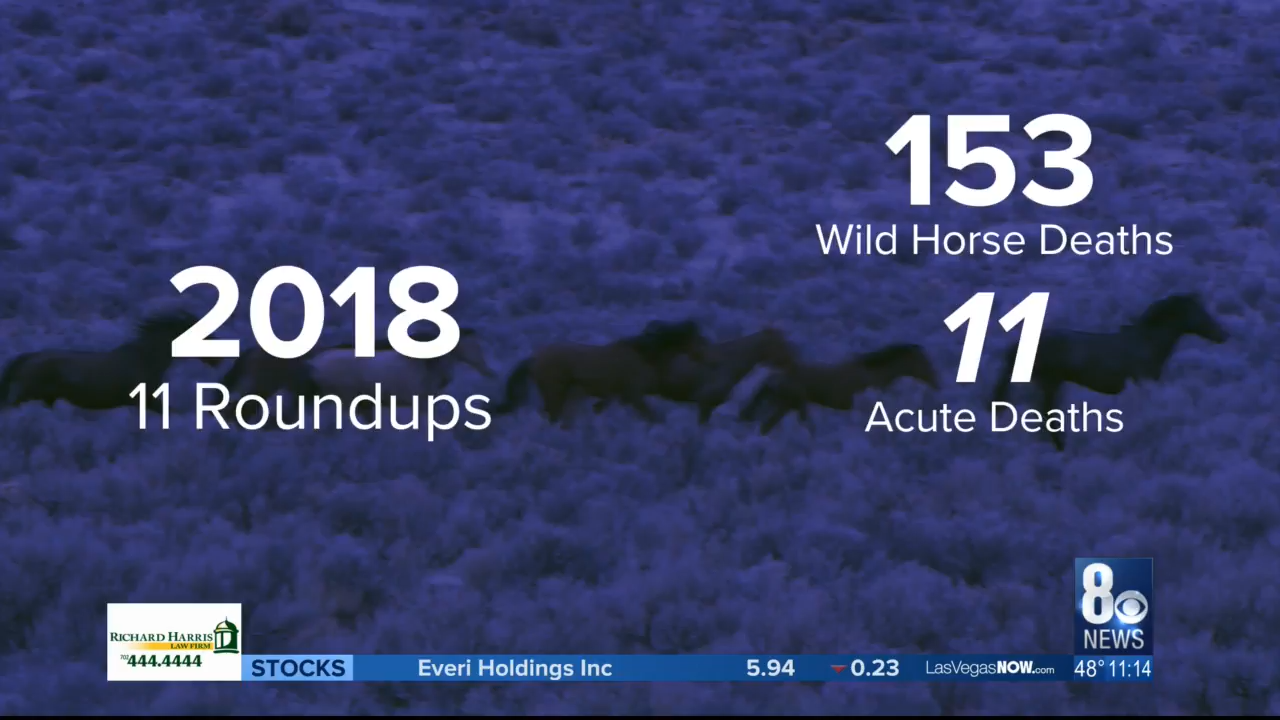 153
Wild Horse Deaths
2018
11 Roundups
11
Acute Deaths
8
NEWS
RICHARD HARRIS
LAW FIRM
702 444.4444
STOCKS Everi Holdings Inc 5.94 0.23 LasVegasNOW.com 48° 11:14